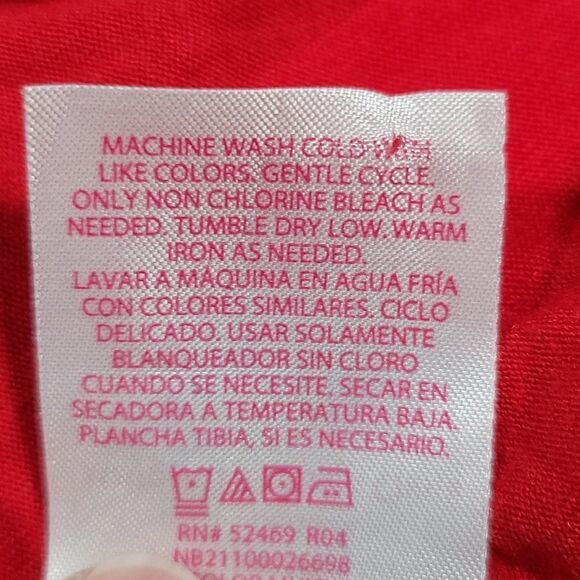 MACHINE WASH COLD WITH
LIKE COLORS. GENTLE CYCLE.
ONLY NON CHLORINE BLEACH AS
NEEDED. TUMBLE DRY LOW. WARM
IRON AS NEEDED.
LAVAR A MÁQUINA EN AGUA FRÍA
CON COLORES SIMILARES. CICLO
DELICADO. USAR SOLAMENTE
BLANQUEADOR SIN CLORO
CUANDO SE NECESITE. SECAR EN
SECADORA A TEMPERATURA BAJA.
PLANCHA TIBIA, SI ES NECESARIO.
RN# 52469 R04
NB21100026698